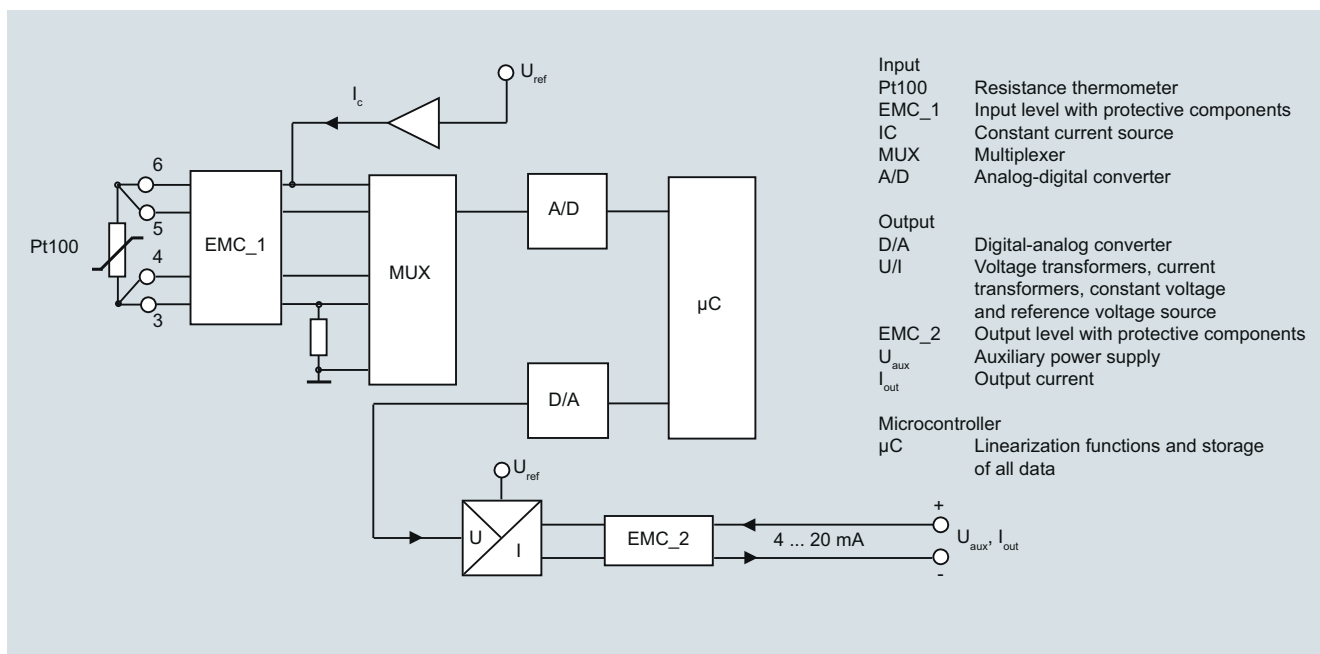 U_ref
I_c
6
5
Pt100
4
3
EMC_1
MUX
A/D
µC
D/A
U_ref
U
I
EMC_2
4 ... 20 mA
+
U_aux, I_out
-
Input
Pt100 Resistance thermometer
EMC_1 Input level with protective components
IC Constant current source
MUX Multiplexer
A/D Analog-digital converter
Output
D/A Digital-analog converter
U/I Voltage transformers, current
transformers, constant voltage
and reference voltage source
EMC_2 Output level with protective components
U_aux Auxiliary power supply
I_out Output current
Microcontroller
µC Linearization functions and storage
of all data